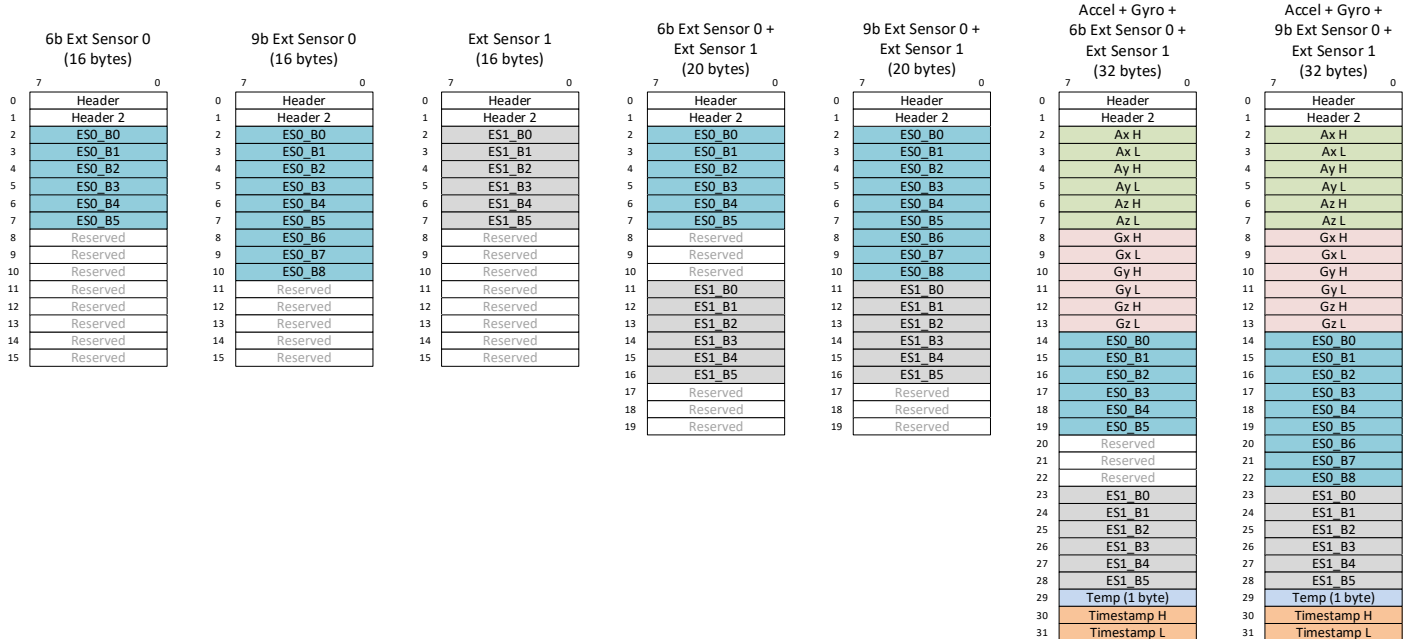 6b Ext Sensor 0
(16 bytes)
7 0
0 Header
1 Header 2
2 ES0_B0
3 ES0_B1
4 ES0_B2
5 ES0_B3
6 ES0_B4
7 ES0_B5
8 Reserved
9 Reserved
10 Reserved
11 Reserved
12 Reserved
13 Reserved
14 Reserved
15 Reserved
9b Ext Sensor 0
(16 bytes)
7 0
0 Header
1 Header 2
2 ES0_B0
3 ES0_B1
4 ES0_B2
5 ES0_B3
6 ES0_B4
7 ES0_B5
8 ES0_B6
9 ES0_B7
10 ES0_B8
11 Reserved
12 Reserved
13 Reserved
14 Reserved
15 Reserved
Ext Sensor 1
(16 bytes)
7 0
0 Header
1 Header 2
2 ES1_B0
3 ES1_B1
4 ES1_B2
5 ES1_B3
6 ES1_B4
7 ES1_B5
8 Reserved
9 Reserved
10 Reserved
11 Reserved
12 Reserved
13 Reserved
14 Reserved
15 Reserved
6b Ext Sensor 0 +
Ext Sensor 1
(20 bytes)
7 0
0 Header
1 Header 2
2 ES0_B0
3 ES0_B1
4 ES0_B2
5 ES0_B3
6 ES0_B4
7 ES0_B5
8 Reserved
9 Reserved
10 Reserved
11 ES1_B0
12 ES1_B1
13 ES1_B2
14 ES1_B3
15 ES1_B4
16 ES1_B5
17 Reserved
18 Reserved
19 Reserved
9b Ext Sensor 0 +
Ext Sensor 1
(20 bytes)
7 0
0 Header
1 Header 2
2 ES0_B0
3 ES0_B1
4 ES0_B2
5 ES0_B3
6 ES0_B4
7 ES0_B5
8 ES0_B6
9 ES0_B7
10 ES0_B8
11 ES1_B0
12 ES1_B1
13 ES1_B2
14 ES1_B3
15 ES1_B4
16 ES1_B5
17 Reserved
18 Reserved
19 Reserved
Accel + Gyro +
6b Ext Sensor 0 +
Ext Sensor 1
(32 bytes)
7 0
0 Header
1 Header 2
2 Ax H
3 Ax L
4 Ay H
5 Ay L
6 Az H
7 Az L
8 Gx H
9 Gx L
10 Gy H
11 Gy L
12 Gz H
13 Gz L
14 ES0_B0
15 ES0_B1
16 ES0_B2
17 ES0_B3
18 ES0_B4
19 ES0_B5
20 Reserved
21 Reserved
22 Reserved
23 ES1_B0
24 ES1_B1
25 ES1_B2
26 ES1_B3
27 ES1_B4
28 ES1_B5
29 Temp (1 byte)
30 Timestamp H
31 Timestamp L
Accel + Gyro +
9b Ext Sensor 0 +
Ext Sensor 1
(32 bytes)
7 0
0 Header
1 Header 2
2 Ax H
3 Ax L
4 Ay H
5 Ay L
6 Az H
7 Az L
8 Gx H
9 Gx L
10 Gy H
11 Gy L
12 Gz H
13 Gz L
14 ES0_B0
15 ES0_B1
16 ES0_B2
17 ES0_B3
18 ES0_B4
19 ES0_B5
20 ES0_B6
21 ES0_B7
22 ES0_B8
23 ES1_B0
24 ES1_B1
25 ES1_B2
26 ES1_B3
27 ES1_B4
28 ES1_B5
29 Temp (1 byte)
30 Timestamp H
31 Timestamp L